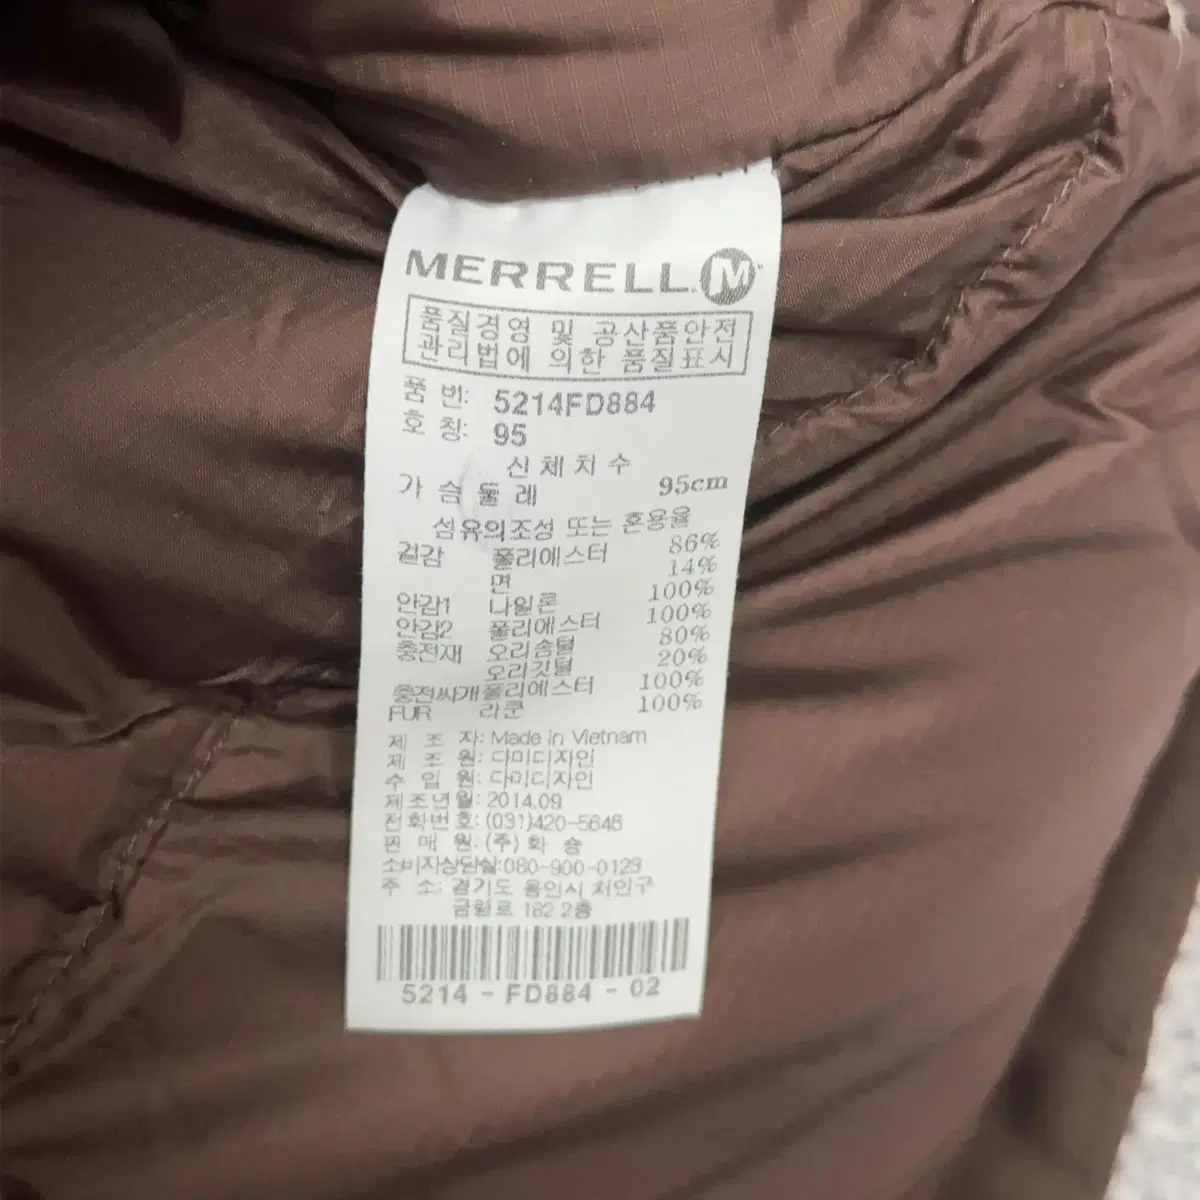 MERRELL M
품질경영 및 공산품안전
관리법에 의한 품질표시
품 번: 5214FD884
호 칭: 95
신 체 치 수
가 슴 둘 레 95cm
섬유의조성 또는 혼용율
겉감 폴리에스터 86%
면 14%
안감1 나일론 100%
안감2 폴리에스터 100%
충전재 오리솜털 80%
오리깃털 20%
충전싸개 폴리에스터 100%
FUR 라쿤 100%
제 조 자: Made in Vietnam
제 조 원: 다미디자인
수 입 원: 다미디자인
제조년월: 2014.09
전화번호: (031)420-5646
판 매 원: (주) 화 승
소비자상담실:080-900-0129
주 소: 경기도 용인시 처인구
금령로 182 2층
5214 - FD884 - 02